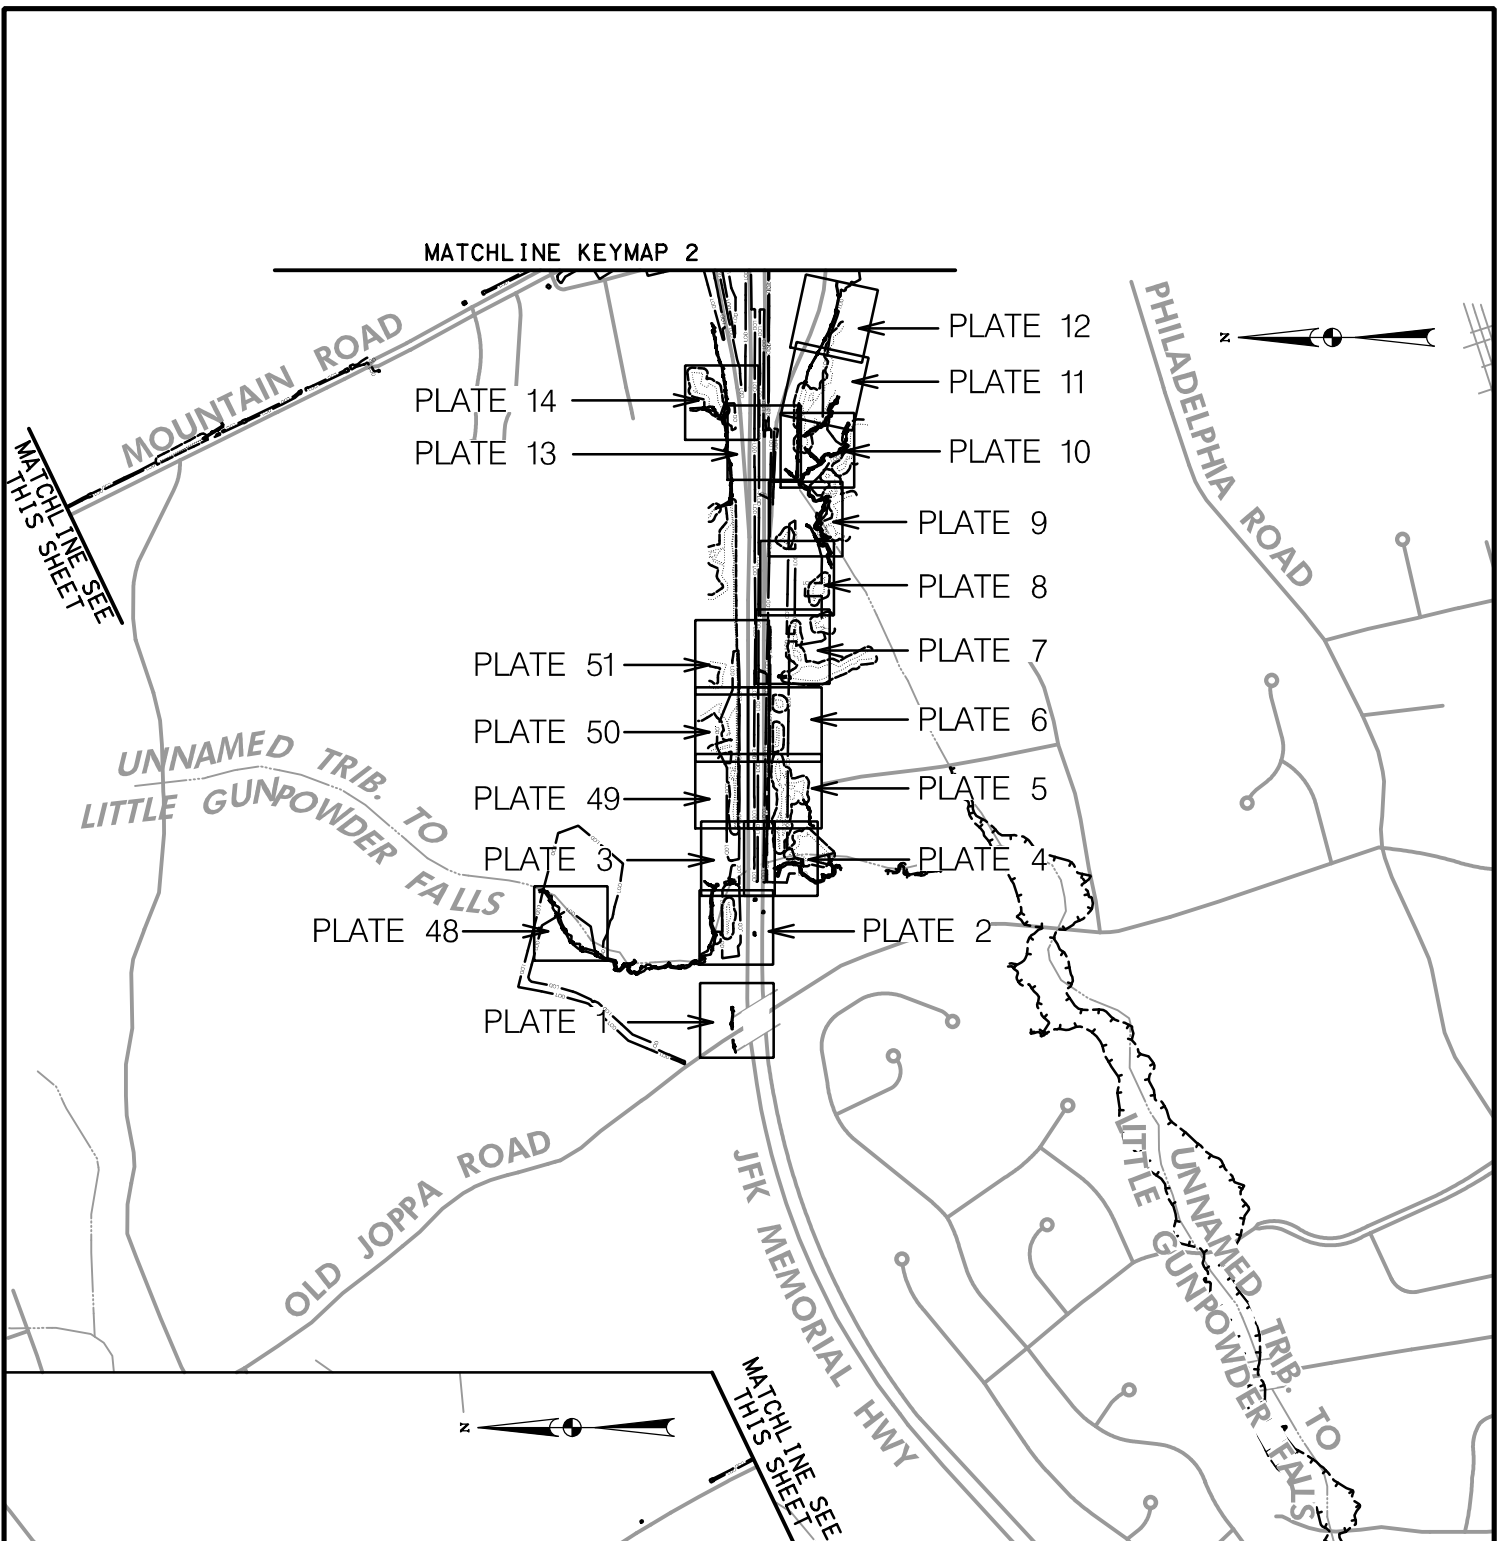 MATCHLINE KEYMAP 2
MOUNTAIN ROAD
PHILADELPHIA ROAD
N
PLATE 12
PLATE 11
PLATE 14
PLATE 13
PLATE 10
MATCHLINE SEE
THIS SHEET
PLATE 9
PLATE 8
PLATE 7
PLATE 51
PLATE 6
PLATE 50
UNNAMED TRIB. TO
LITTLE GUNPOWDER
FALLS
PLATE 5
PLATE 49
PLATE 3
PLATE 4
PLATE 48
PLATE 2
PLATE 1
OLD JOPPA ROAD
JFK MEMORIAL HWY
UNNAMED TRIB. TO
LITTLE GUNPOWDER FALLS
N
MATCHLINE SEE
THIS SHEET